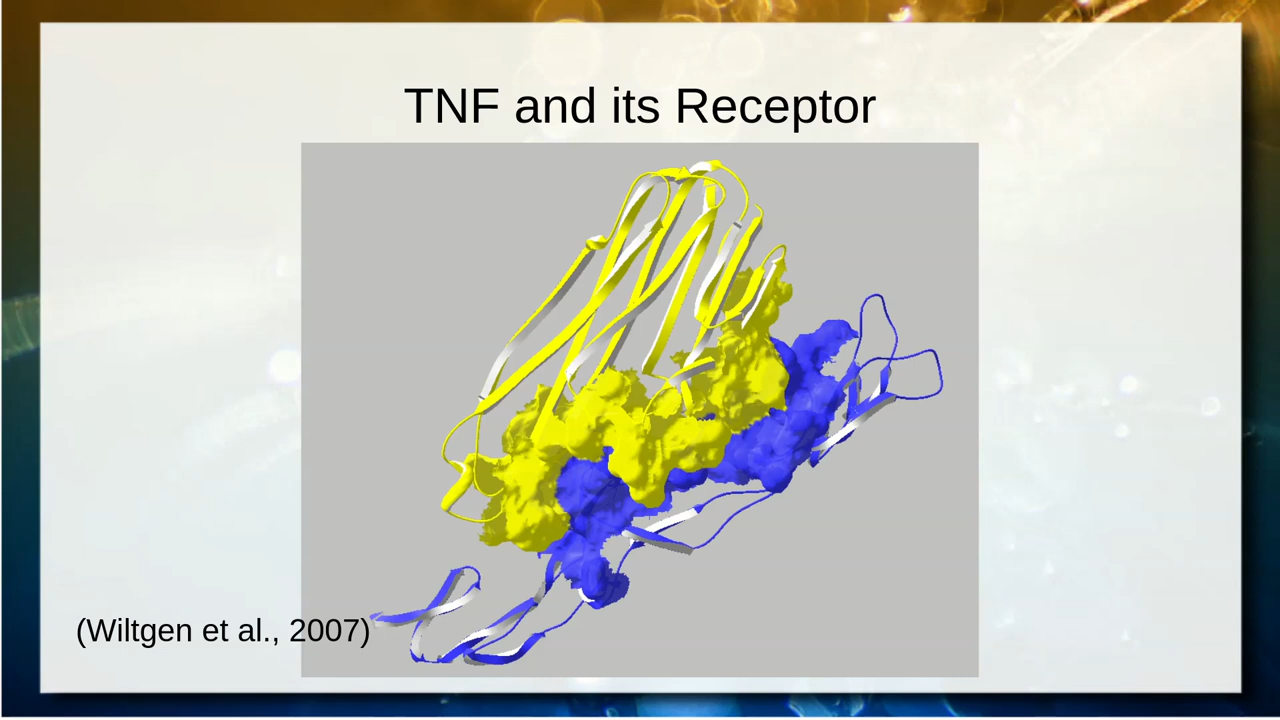 TNF and its Receptor
(Wiltgen et al., 2007)